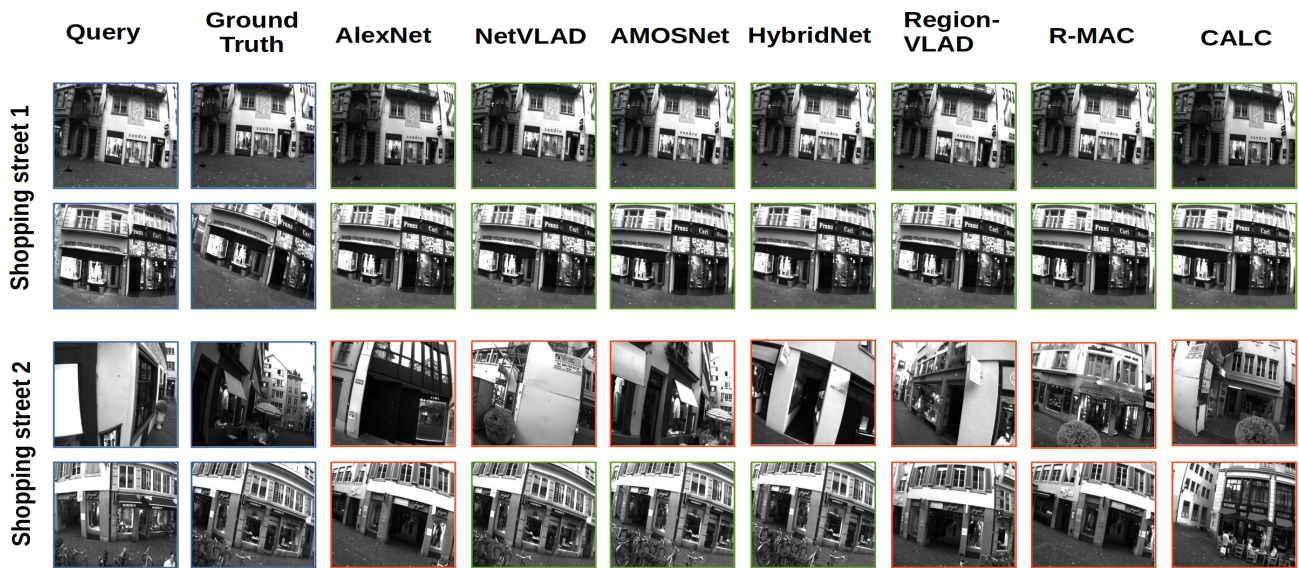 Query
Ground
Truth
AlexNet
NetVLAD
AMOSNet
HybridNet
Region-
VLAD
R-MAC
CALC
Shopping street 1
Shopping street 2